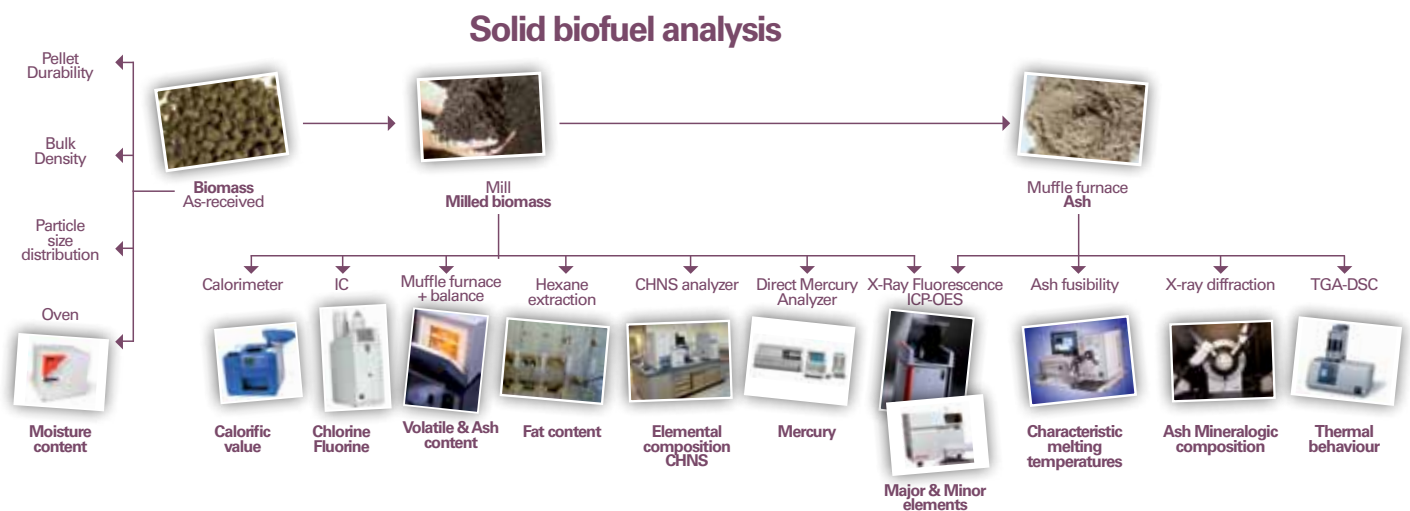 Solid biofuel analysis
Pellet
Durability
Bulk
Density
Particle
size
distribution
Oven
Moisture
content
Biomass
As-received
Mill
Milled biomass
Muffle furnace
Ash
Calorimeter
IC
Muffle furnace
+ balance
Hexane
extraction
CHNS analyzer
Direct Mercury
Analyzer
X-Ray Fluorescence
ICP-OES
Ash fusibility
X-ray diffraction
TGA-DSC
Calorific
value
Chlorine
Fluorine
Volatile & Ash
content
Fat content
Elemental
composition
CHNS
Mercury
Major & Minor
elements
Characteristic
melting
temperatures
Ash Mineralogic
composition
Thermal
behaviour